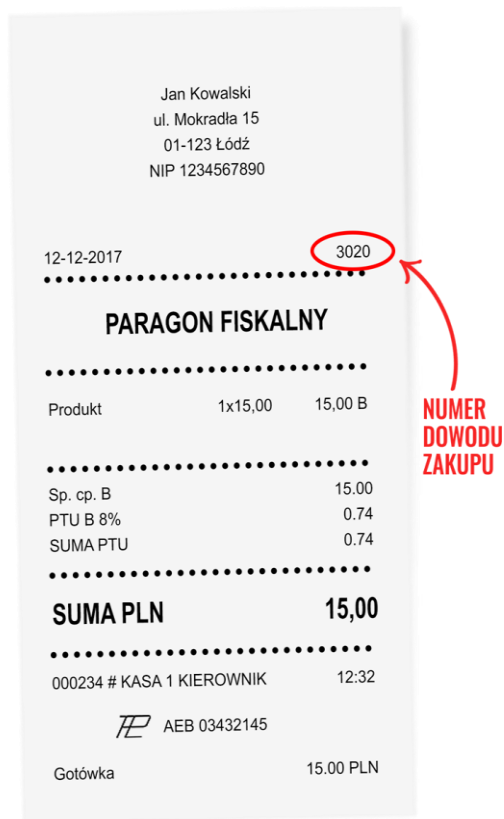 Jan Kowalski
ul. Mokradła 15
01-123 Łódź
NIP 1234567890
12-12-2017 3020
PARAGON FISKALNY
Produkt 1x15,00 15,00 B
NUMER
DOWODU
ZAKUPU
Sp. cp. B 15.00
PTU B 8% 0.74
SUMA PTU 0.74
SUMA PLN 15,00
000234 # KASA 1 KIEROWNIK 12:32
AEB 03432145
Gotówka 15.00 PLN